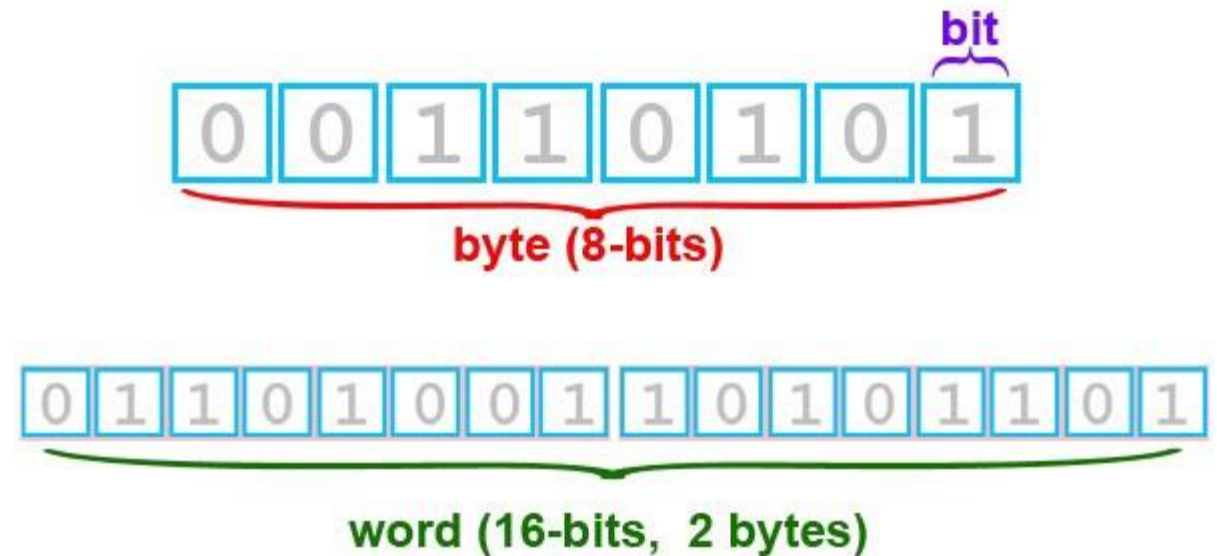 bit
0 0 1 1 0 1 0 1
byte (8-bits)
0 1 1 0 1 0 0 1 1 0 1 0 1 1 0 1
word (16-bits, 2 bytes)